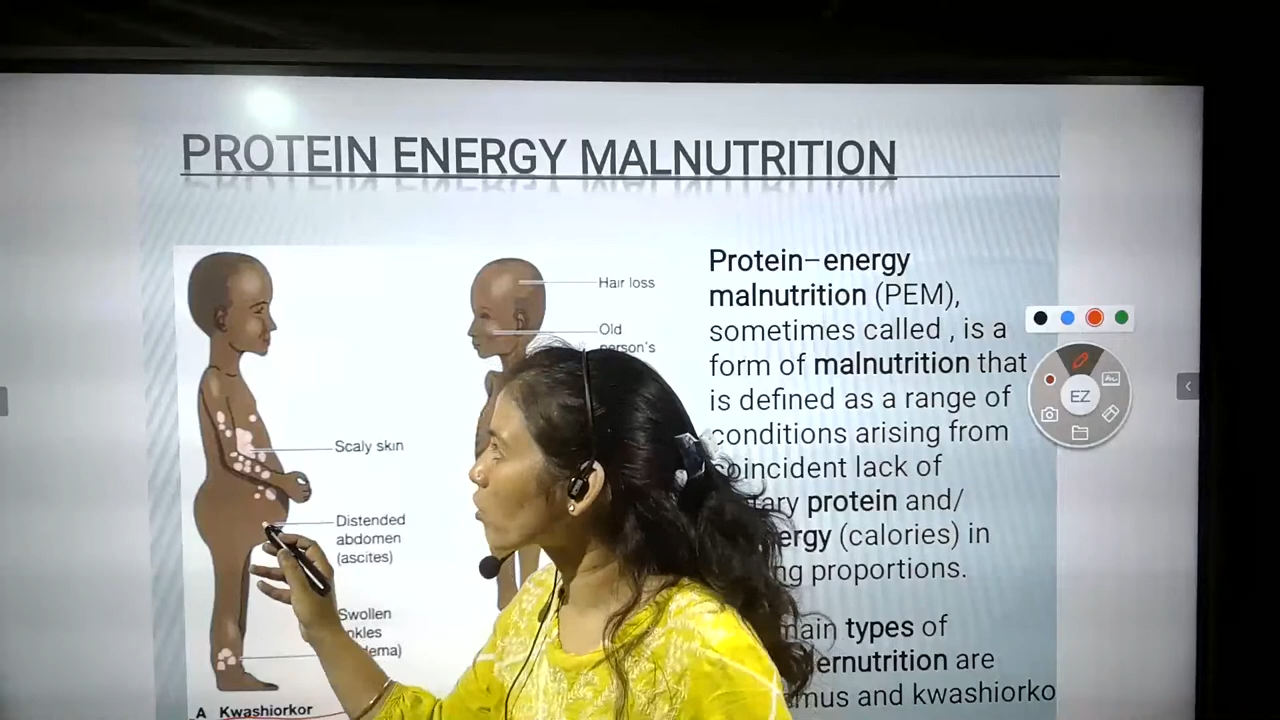 PROTEIN ENERGY MALNUTRITION
Hair loss
Old
person's
Scaly skin
Distended
abdomen
(ascites)
Swollen
A Kwashiorkor
Protein-energy
malnutrition (PEM),
sometimes called , is a
form of malnutrition that
is defined as a range of
conditions arising from
coincident lack of
protein and/
(calories) in
proportions.
types of
are
and kwashiorko
EZ